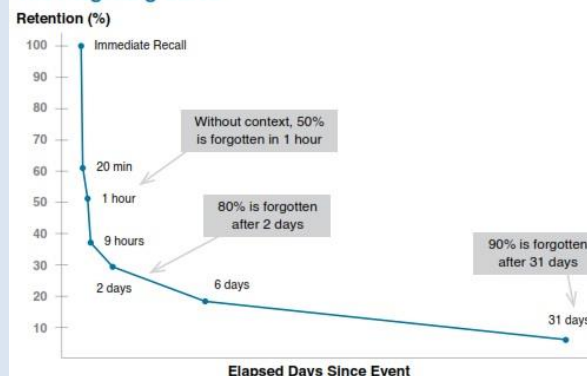 Retention (%)
100
Immediate Recall
90
80
Without context, 50%
is forgotten in 1 hour
70
60
20 min
50
1 hour
80% is forgotten
after 2 days
40
9 hours
90% is forgotten
after 31 days
30
2 days
6 days
20
31 days
10
Elapsed Days Since Event